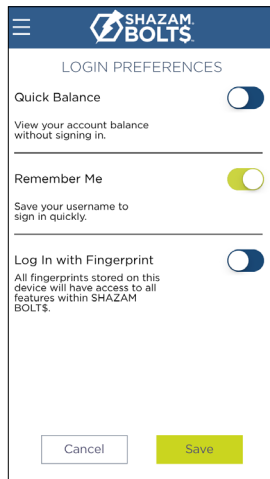 SHAZAM.
BOLT$.
LOGIN PREFERENCES
Quick Balance
View your account balance
without signing in.
Remember Me
Save your username to
sign in quickly.
Log In with Fingerprint
All fingerprints stored on this
device will have access to all
features within SHAZAM
BOLT$.
Cancel
Save